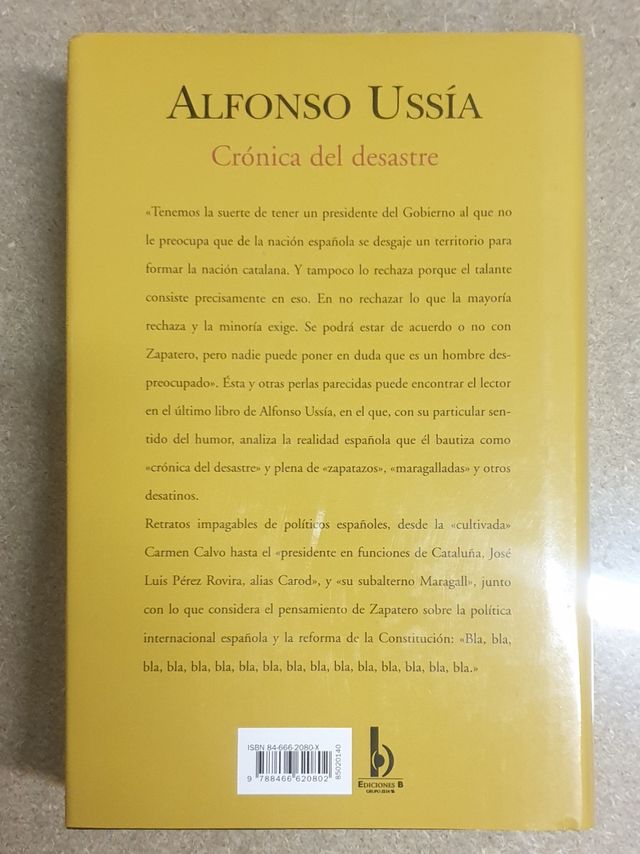 ALFONSO USSÍA
Crónica del desastre
«Tenemos la suerte de tener un presidente del Gobierno al que no
le preocupa que de la nación española se desgaje un territorio para
formar la nación catalana. Y tampoco lo rechaza porque el talante
consiste precisamente en eso. En no rechazar lo que la mayoría
rechaza y la minoría exige. Se podrá estar de acuerdo o no con
Zapatero, pero nadie puede poner en duda que es un hombre des-
preocupado». Ésta y otras perlas parecidas puede encontrar el lector
en el último libro de Alfonso Ussía, en el que, con su particular sen-
tido del humor, analiza la realidad española que él bautiza como
«crónica del desastre» y plena de «zapatazos», «maragalladas» y otros
desatinos.
Retratos impagables de políticos españoles, desde la «cultivada»
Carmen Calvo hasta el «presidente en funciones de Cataluña, José
Luis Pérez Rovira, alias Carod», y «su subalterno Maragall», junto
con lo que considera el pensamiento de Zapatero sobre la política
internacional española y la reforma de la Constitución: «Bla, bla,
bla, bla, bla, bla, bla, bla, bla, bla, bla, bla, bla, bla.»
ISBN 84-666-2080-X
9 788466 620802
85020140
b
EDICIONES B
GRUPO ZETA